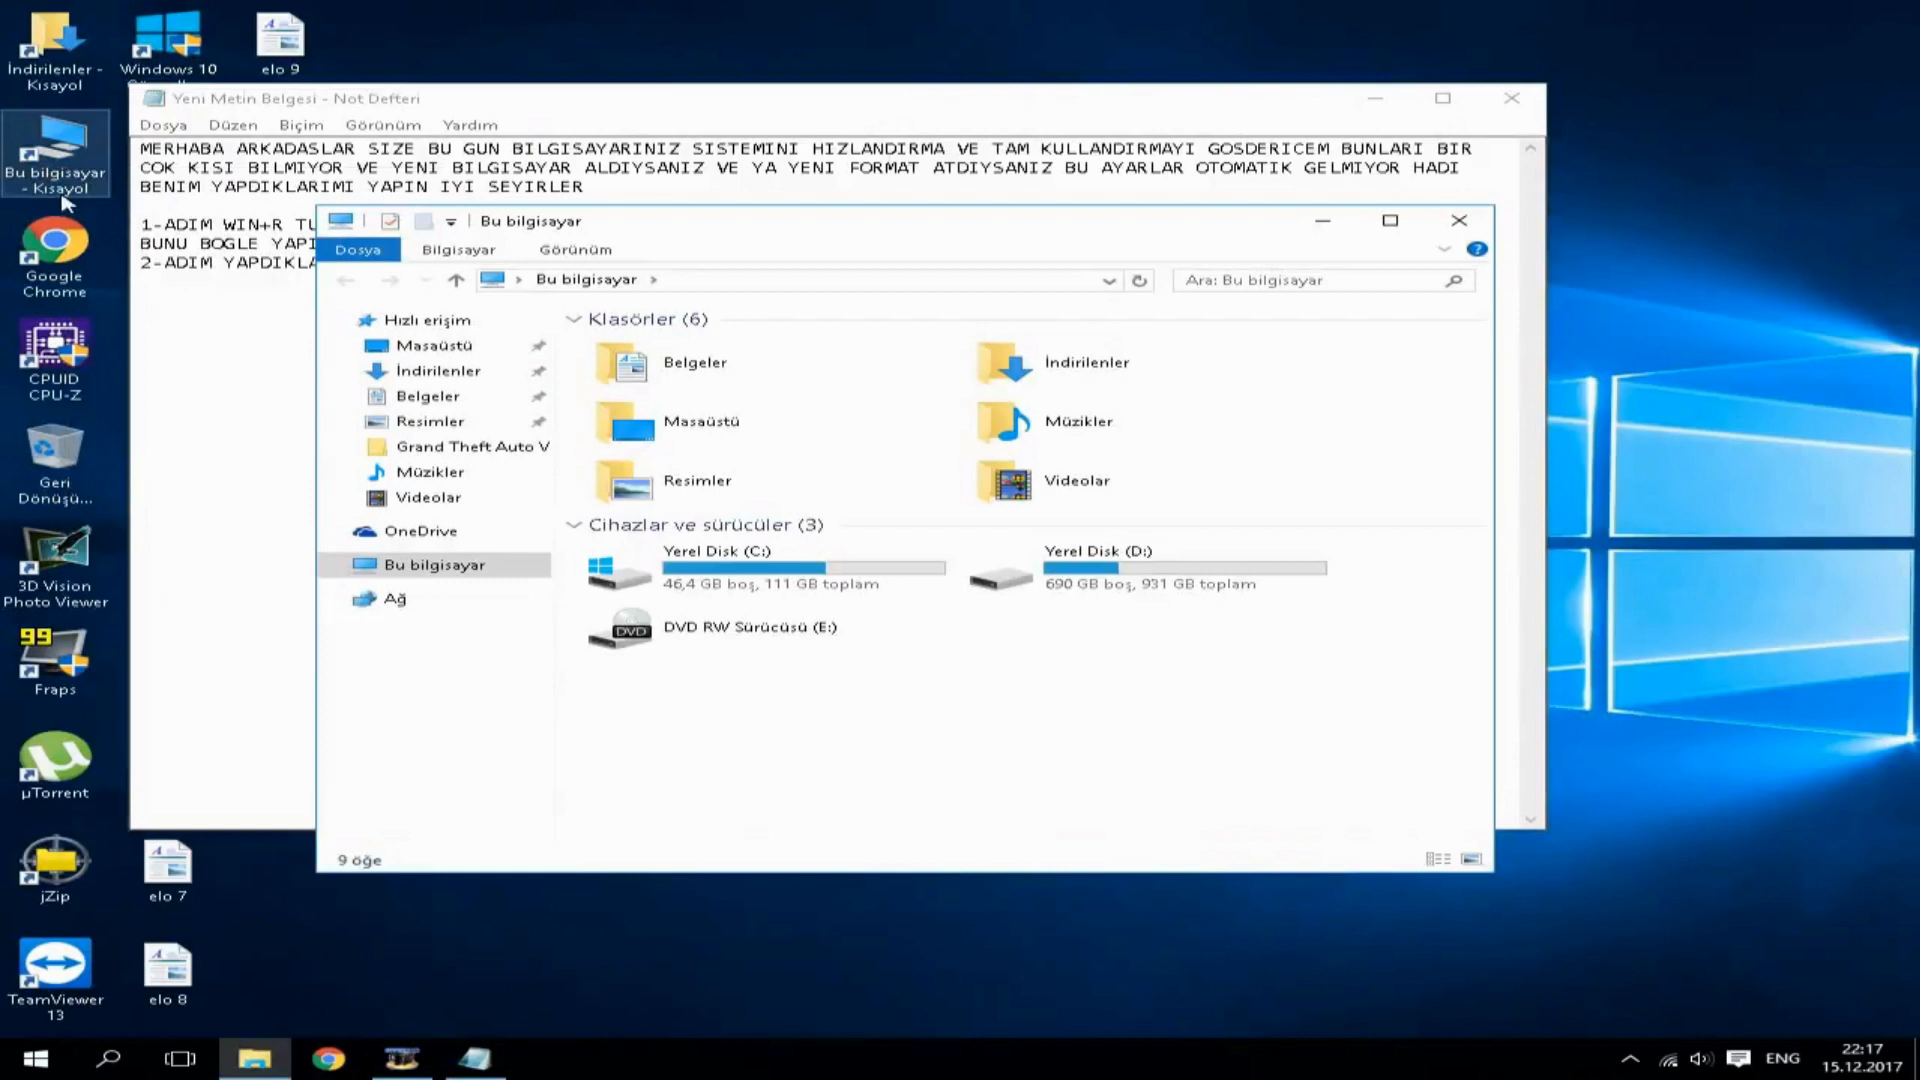 İndirilenler -
Kısayol
Windows 10
elo 9
Bu bilgisayar
- Kısayol
Google
Chrome
CPUID
CPU-Z
Geri
Dönüşü...
3D Vision
Photo Viewer
99
Fraps
µTorrent
jZip
elo 7
TeamViewer
13
elo 8
Yeni Metin Belgesi - Not Defteri
Dosya Düzen Biçim Görünüm Yardım
MERHABA ARKADASLAR SIZE BU GUN BILGISAYARINIZ SISTEMINI HIZLANDIRMA VE TAM KULLANDIRMAYI GOSDERICEM BUNLARI BIR
COK KISI BILMIYOR VE YENI BILGISAYAR ALDIYSANIZ VE YA YENI FORMAT ATDIYSANIZ BU AYARLAR OTOMATIK GELMIYOR HADI
BENIM YAPDIKLARIMI YAPIN IYI SEYIRLER
1-ADIM WIN+R
BUNU BOGLE YAPI
2-ADIM YAPDIKLA
Bu bilgisayar
Dosya Bilgisayar Görünüm
Bu bilgisayar
Ara: Bu bilgisayar
Hızlı erişim
Masaüstü
İndirilenler
Belgeler
Resimler
Grand Theft Auto V
Müzikler
Videolar
OneDrive
Bu bilgisayar
Ağ
Klasörler (6)
Belgeler
İndirilenler
Masaüstü
Müzikler
Resimler
Videolar
Cihazlar ve sürücüler (3)
Yerel Disk (C:)
46,4 GB boş, 111 GB toplam
Yerel Disk (D:)
690 GB boş, 931 GB toplam
DVD
DVD RW Sürücüsü (E:)
9 öğe
ENG
22:17
15.12.2017